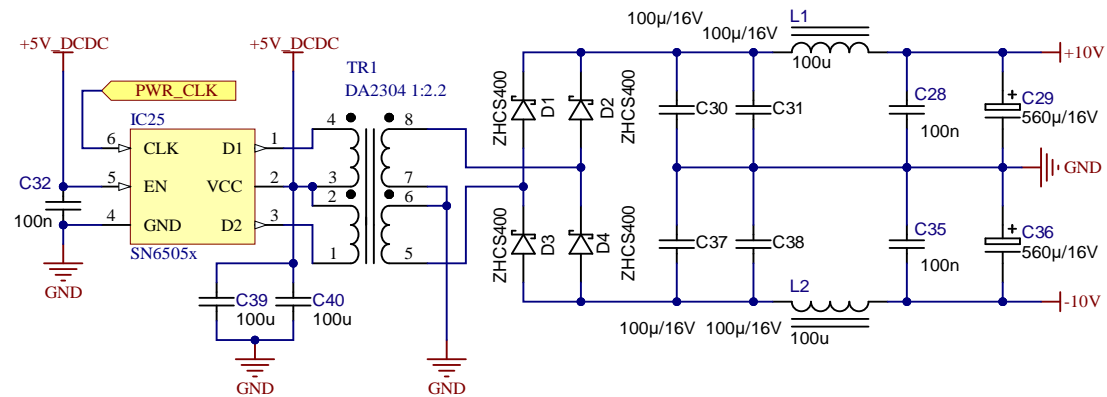 100µ/16V
L1
100µ/16V
+5V_DCDC
+5V_DCDC
+10V
100u
TR1
DA2304 1:2.2
PWR_CLK
ZHCS400
D1
D2
ZHCS400
C30
C31
C28
C29
560µ/16V
100n
IC25
4
8
6
CLK
D1
1
5
EN
VCC
2
3
7
GND
C32
2
6
100n
4
GND
D2
3
SN6505x
1
5
ZHCS400
D3
D4
ZHCS400
C37
C38
C35
C36
560µ/16V
100n
GND
C39
100u
C40
100u
L2
-10V
100µ/16V
100µ/16V
100u
GND
GND